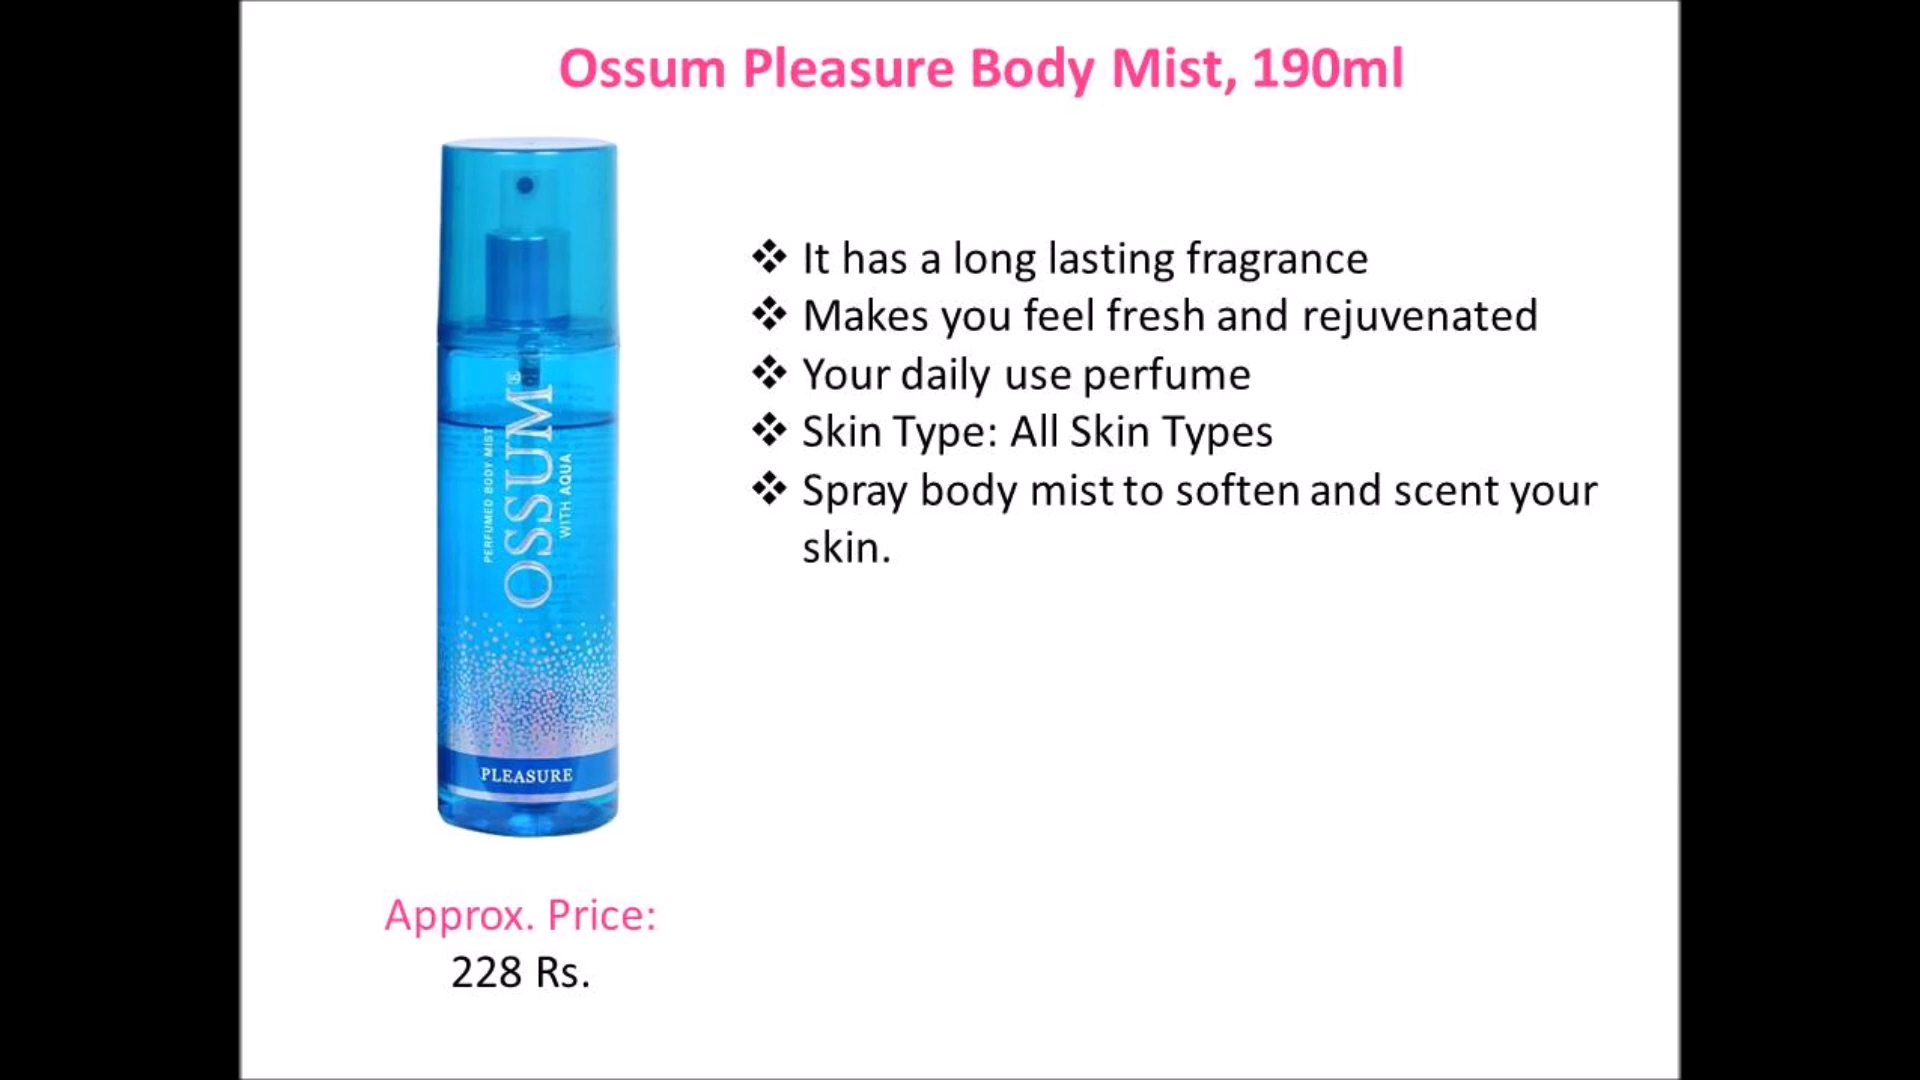 Ossum Pleasure Body Mist, 190ml
PERFUMED BODY MIST
OSSUM®
WITH AQUA
PLEASURE
❖ It has a long lasting fragrance
❖ Makes you feel fresh and rejuvenated
❖ Your daily use perfume
❖ Skin Type: All Skin Types
❖ Spray body mist to soften and scent your
skin.
Approx. Price:
228 Rs.